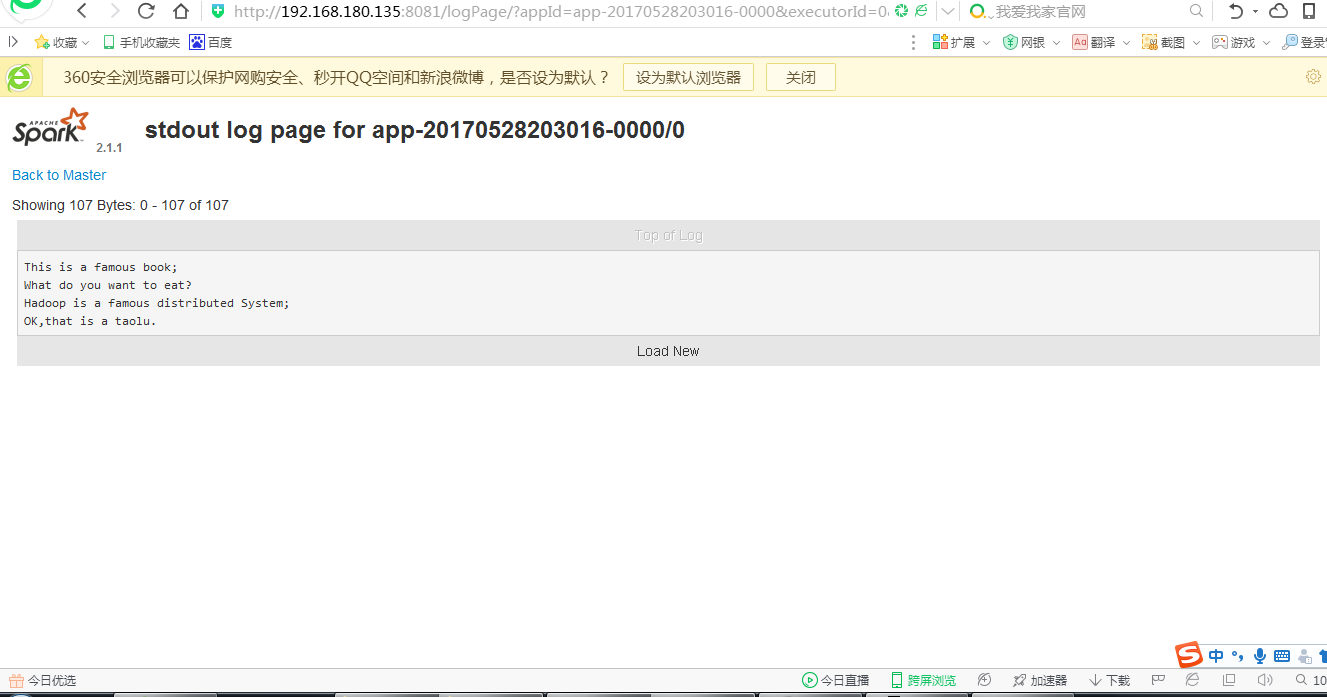 http://192.168.180.135:8081/logPage/?appId=app-20170528203016-0000&executorId=0
我爱我家官网
收藏 手机收藏夹 百度 扩展 网银 Aa 翻译 截图 游戏 登录
360安全浏览器可以保护网购安全、秒开QQ空间和新浪微博，是否设为默认？ 设为默认浏览器 关闭
APACHE
Spark 2.1.1 stdout log page for app-20170528203016-0000/0
Back to Master
Showing 107 Bytes: 0 - 107 of 107
Top of Log
This is a famous book;
What do you want to eat?
Hadoop is a famous distributed System;
OK,that is a taolu.
Load New
中
今日优选 今日直播 跨屏浏览 加速器 下载 10